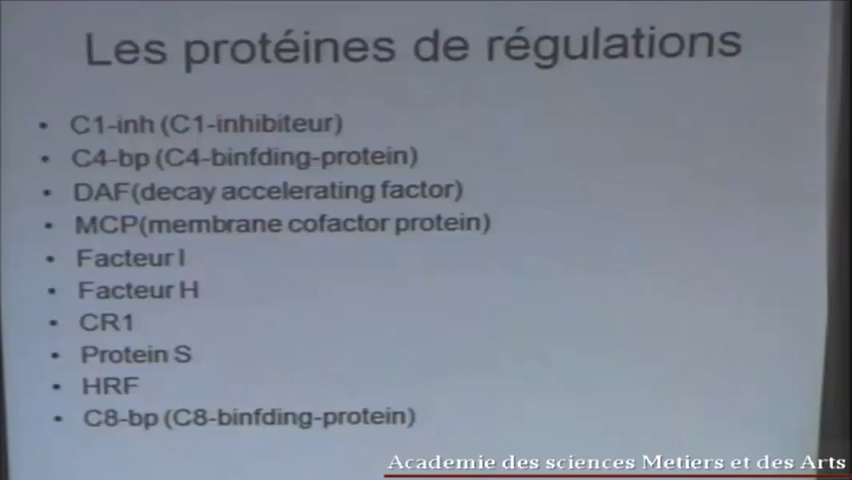 Les protéines de régulations
• C1-inh (C1-inhibiteur)
• C4-bp (C4-binfding-protein)
• DAF(decay accelerating factor)
• MCP(membrane cofactor protein)
• Facteur I
• Facteur H
• CR1
• Protein S
• HRF
• C8-bp (C8-binfding-protein)
Academie des sciences Metiers et des Arts